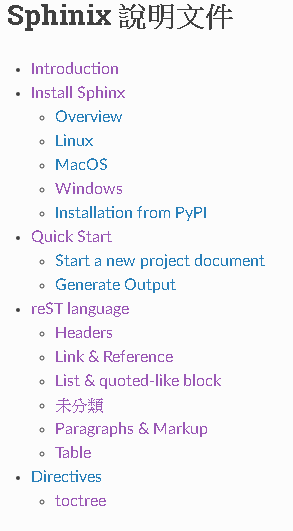 Sphinix 說明文件
Introduction
Install Sphinx
Overview
Linux
MacOS
Windows
Installation from PyPI
Quick Start
Start a new project document
Generate Output
reST language
Headers
Link & Reference
List & quoted-like block
未分類
Paragraphs & Markup
Table
Directives
toctree